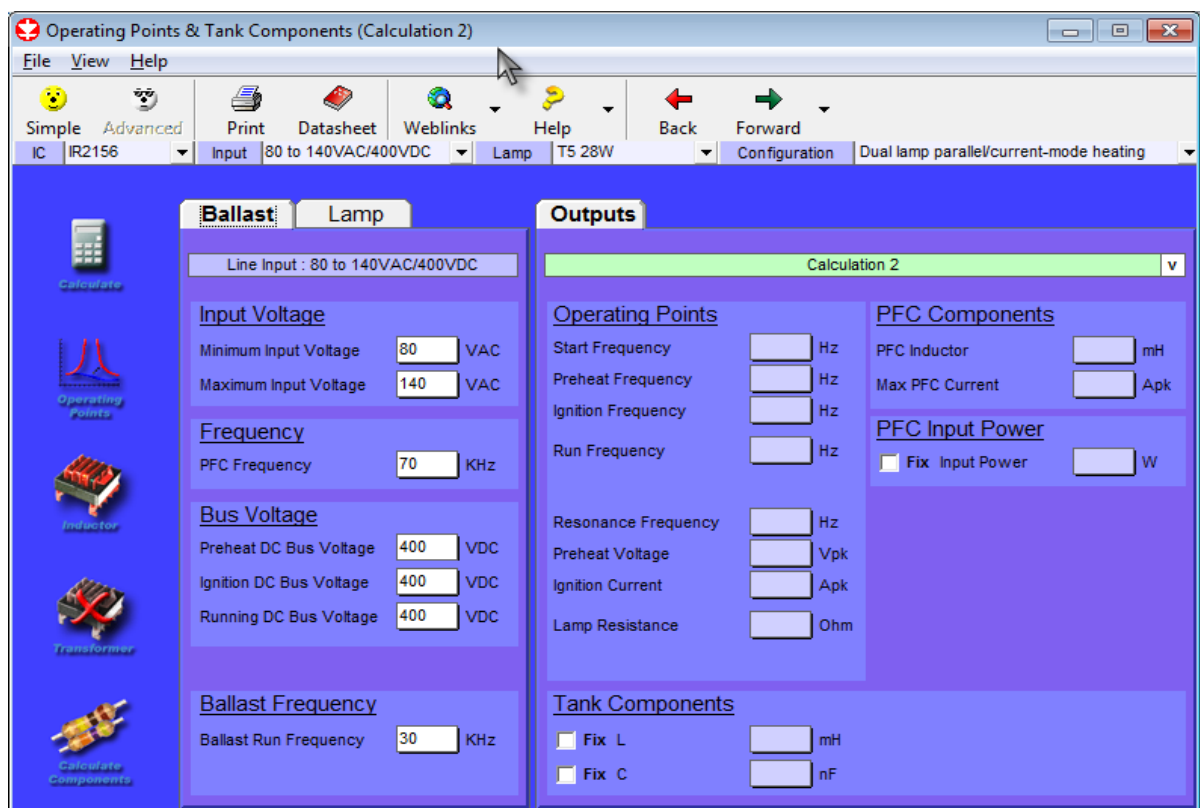 Operating Points & Tank Components (Calculation 2)
File View Help
Simple Advanced Print Datasheet Weblinks Help Back Forward
IC IR2156 Input 80 to 140VAC/400VDC Lamp T5 28W Configuration Dual lamp parallel/current-mode heating
Calculate
Operating
Points
Inductor
Transformer
Calculate
Components
Ballast Lamp
Line Input : 80 to 140VAC/400VDC
Input Voltage
Minimum Input Voltage 80 VAC
Maximum Input Voltage 140 VAC
Frequency
PFC Frequency 70 KHz
Bus Voltage
Preheat DC Bus Voltage 400 VDC
Ignition DC Bus Voltage 400 VDC
Running DC Bus Voltage 400 VDC
Ballast Frequency
Ballast Run Frequency 30 KHz
Outputs
Calculation 2 v
Operating Points
Start Frequency Hz
Preheat Frequency Hz
Ignition Frequency Hz
Run Frequency Hz
Resonance Frequency Hz
Preheat Voltage Vpk
Ignition Current Apk
Lamp Resistance Ohm
PFC Components
PFC Inductor mH
Max PFC Current Apk
PFC Input Power
Fix Input Power W
Tank Components
Fix L mH
Fix C nF